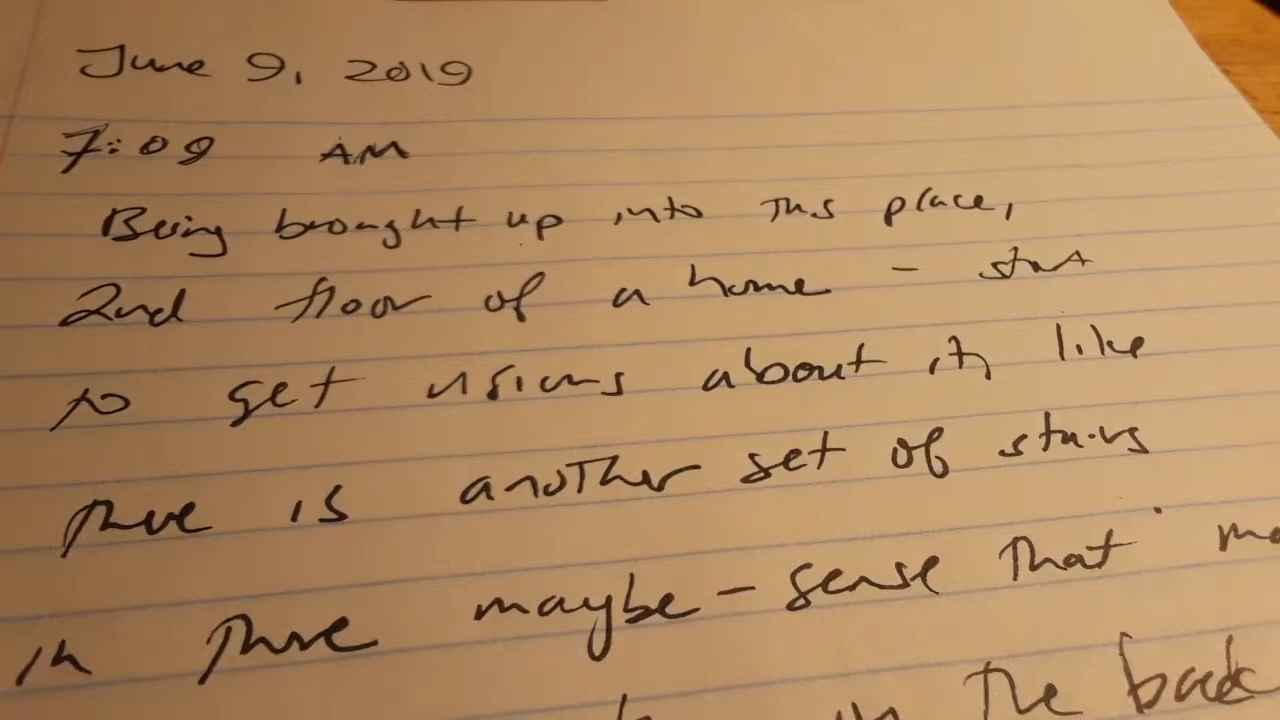 June 9, 2019
7:09 AM
Being brought up into this place,
2nd floor of a home - start
to get visions about it, like
there is another set of stairs
in there maybe - sense that
in the back